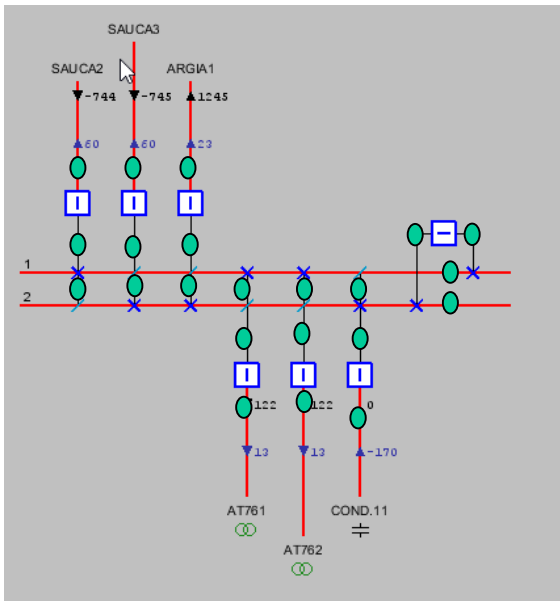 SAUCA3
SAUCA2
ARGIA1
-744
-745
1245
60
60
23
1
2
122
122
0
13
13
-170
AT761
COND.11
AT762